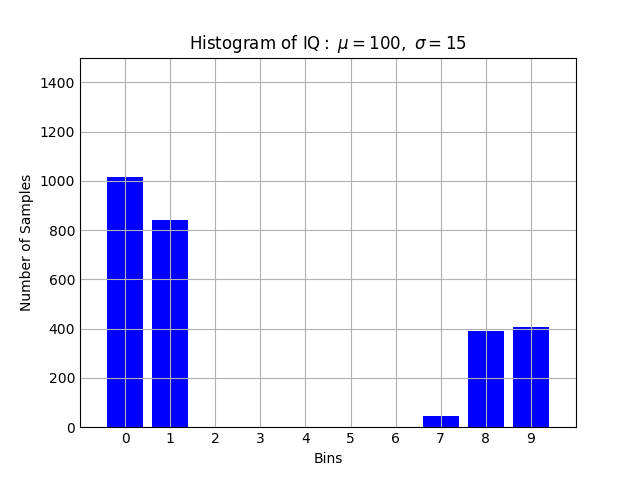 Histogram of IQ : μ = 100, σ = 15
1400
1200
1000
800
600
400
200
0
Number of Samples
0 1 2 3 4 5 6 7 8 9
Bins